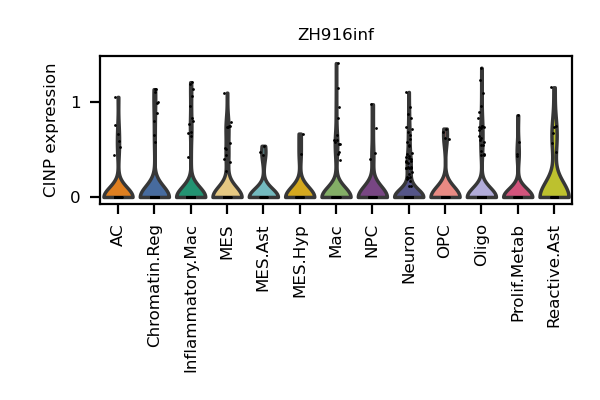 ZH916inf
CINP expression
1
0
AC
Chromatin.Reg
Inflammatory.Mac
MES
MES.Ast
MES.Hyp
Mac
NPC
Neuron
OPC
Oligo
Prolif.Metab
Reactive.Ast